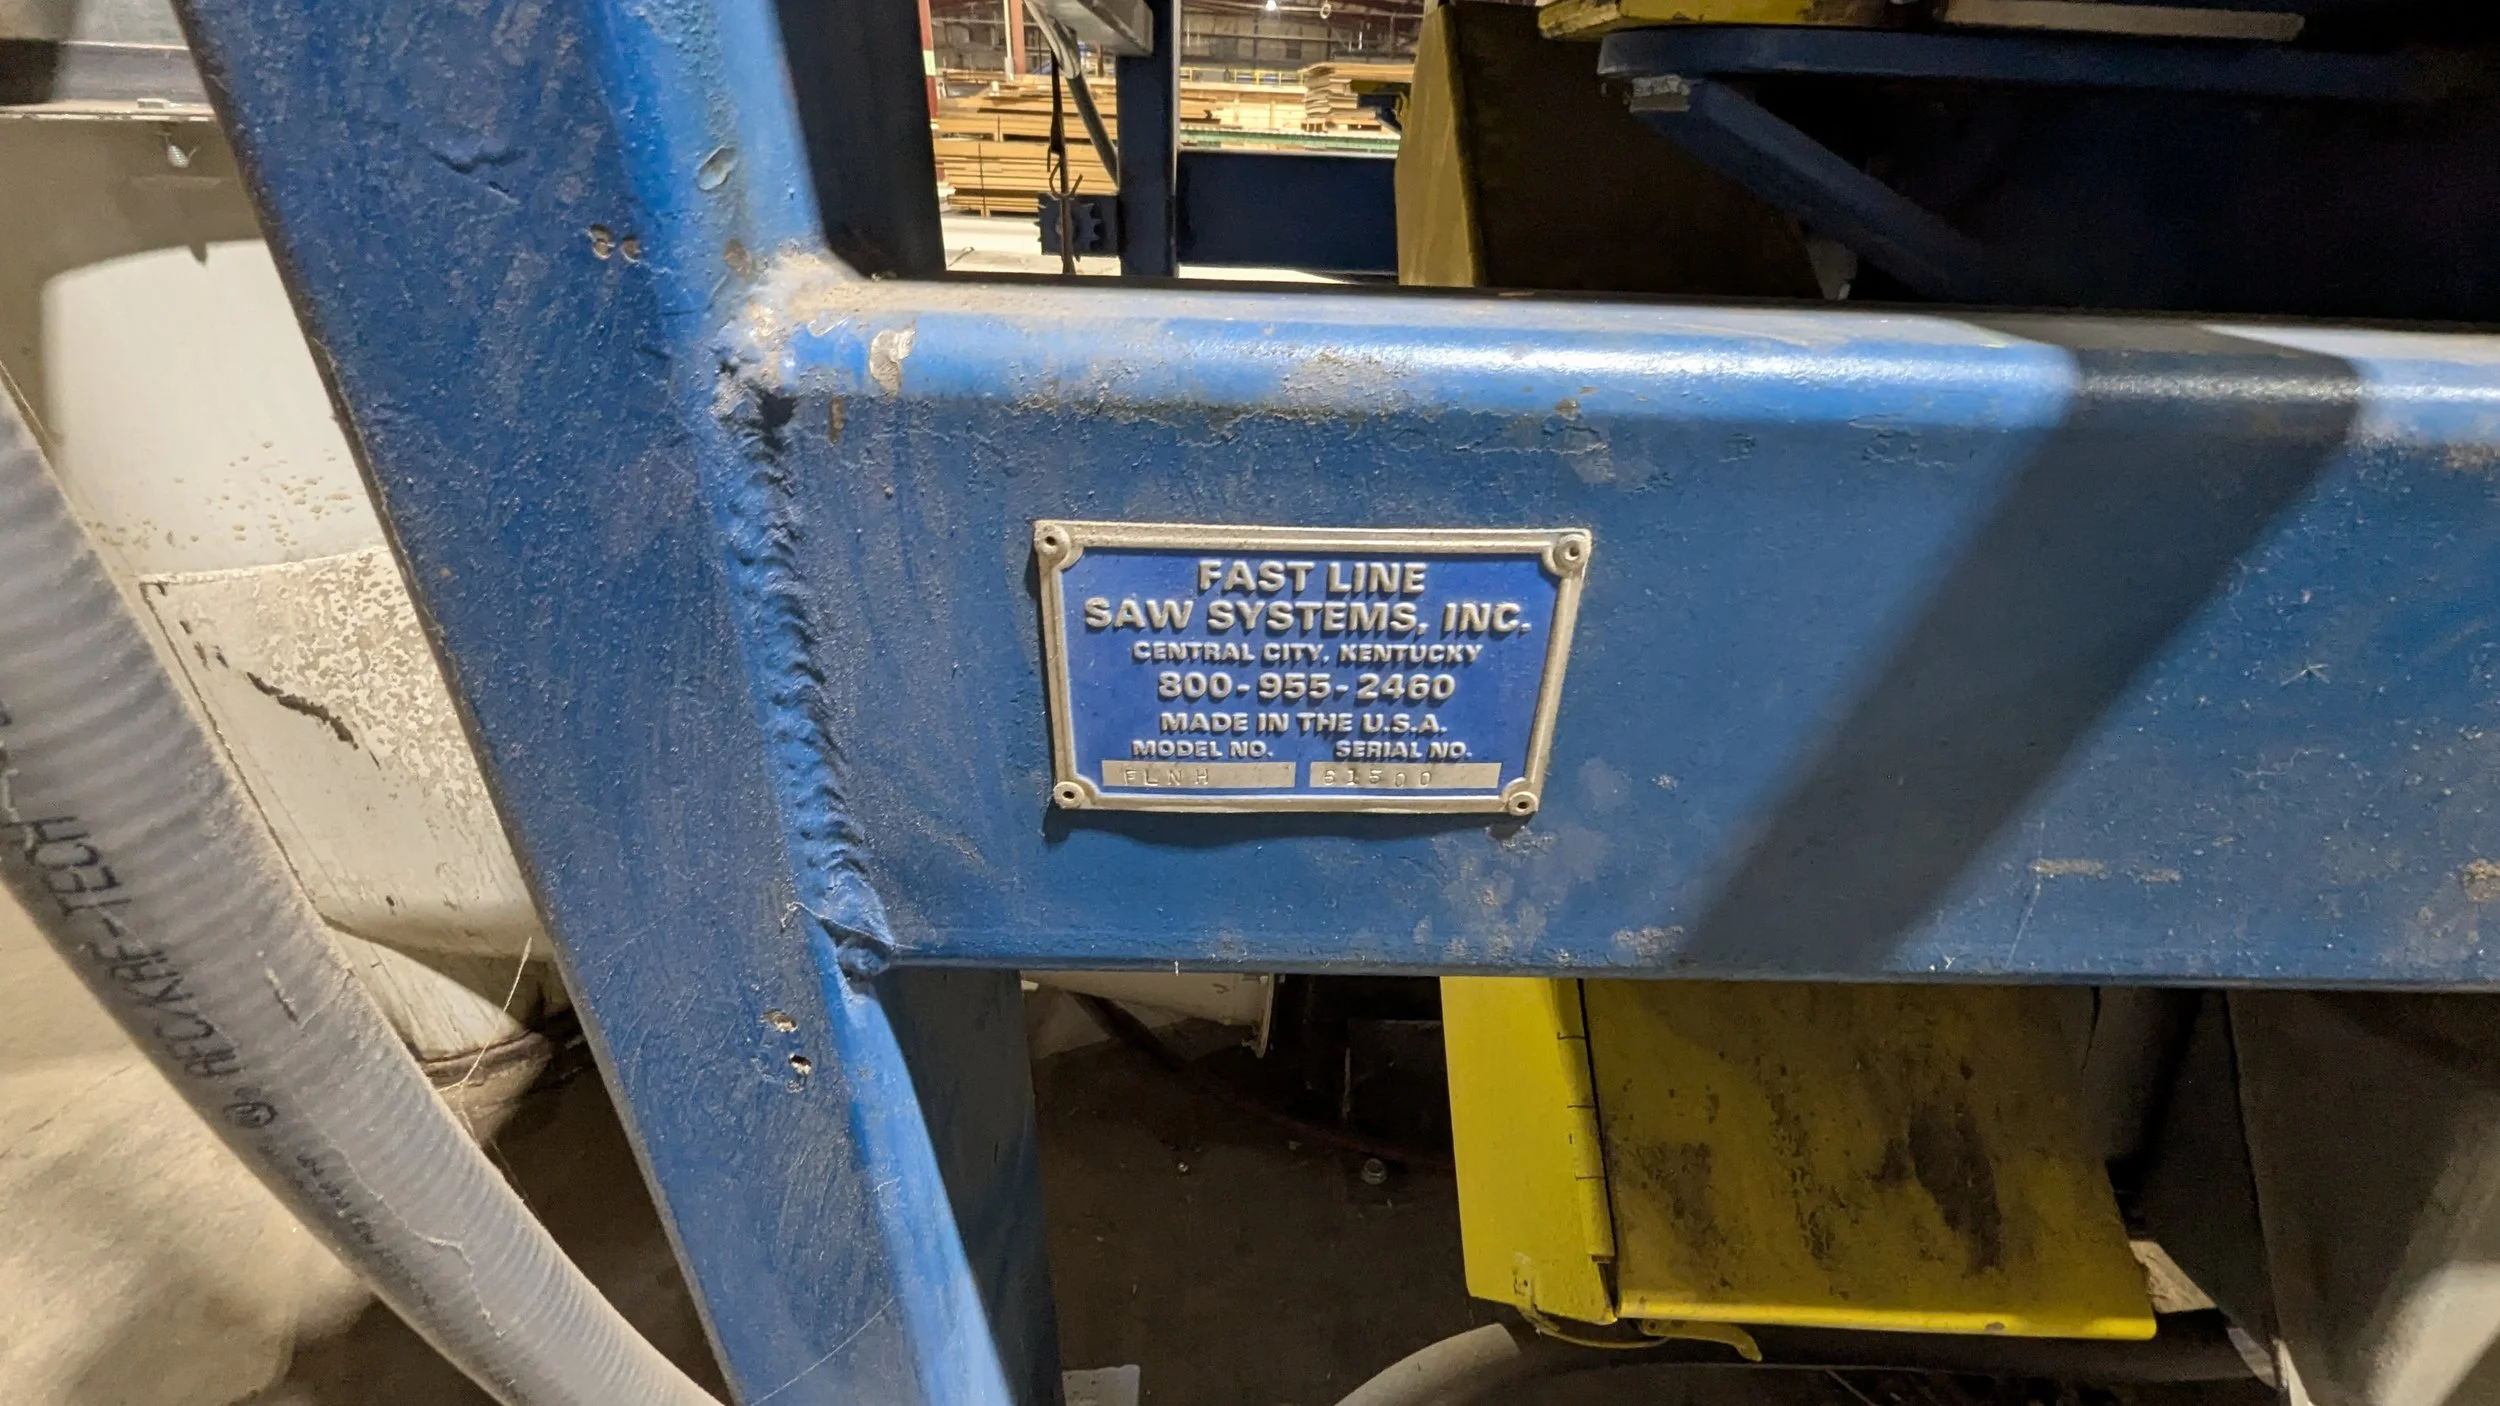 FAST LINE
SAW SYSTEMS, INC.
CENTRAL CITY, KENTUCKY
800-955-2460
MADE IN THE U.S.A.
MODEL NO. SERIAL NO.
FLNH 61500